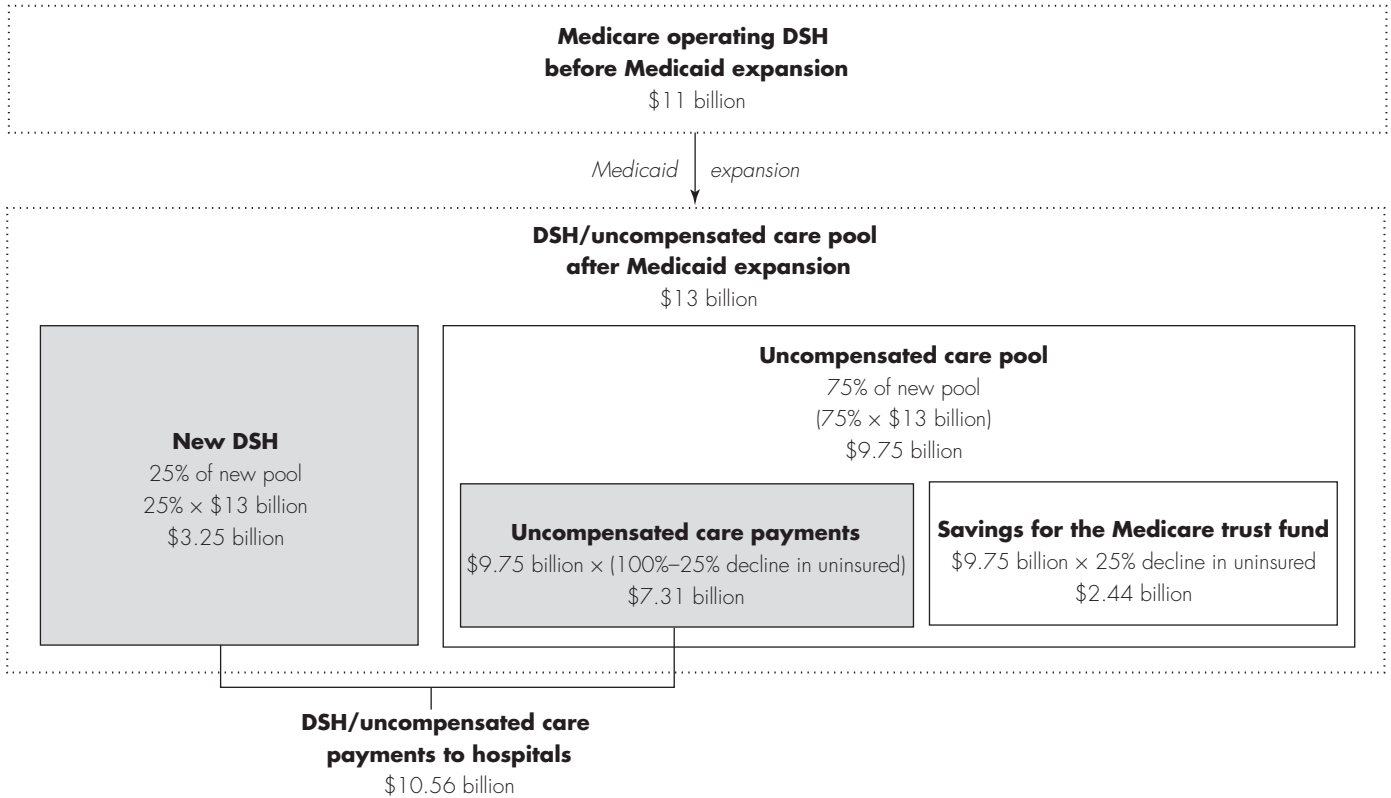 Medicare operating DSH
before Medicaid expansion
$11 billion
Medicaid expansion
DSH/uncompensated care pool
after Medicaid expansion
$13 billion
New DSH
25% of new pool
25% × $13 billion
$3.25 billion
Uncompensated care pool
75% of new pool
(75% × $13 billion)
$9.75 billion
Uncompensated care payments
$9.75 billion × (100%–25% decline in uninsured)
$7.31 billion
Savings for the Medicare trust fund
$9.75 billion × 25% decline in uninsured
$2.44 billion
DSH/uncompensated care
payments to hospitals
$10.56 billion